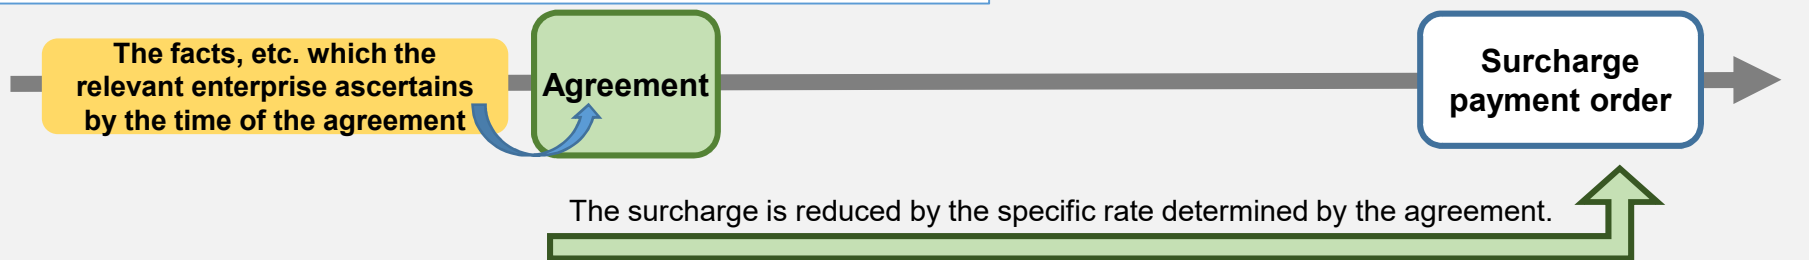 The facts, etc. which the
relevant enterprise ascertains
by the time of the agreement
Agreement
Surcharge
payment order
The surcharge is reduced by the specific rate determined by the agreement.